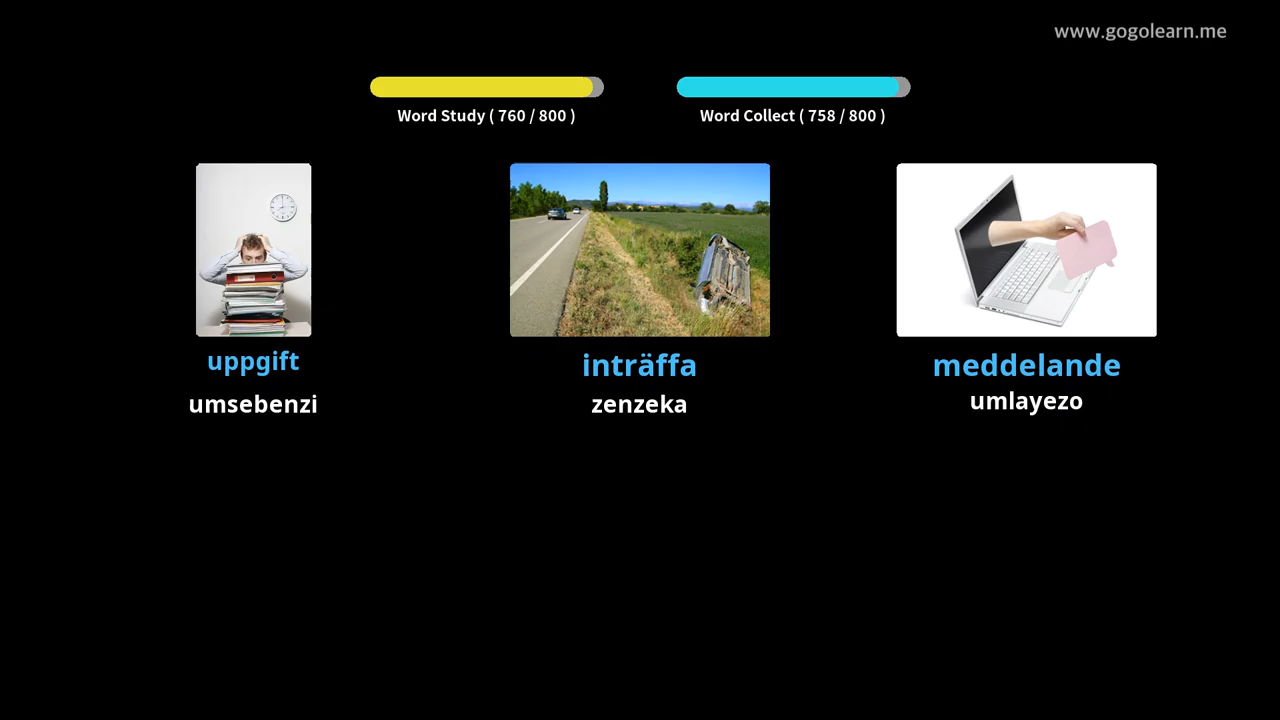 www.gogolearn.me
Word Study ( 760 / 800 )
Word Collect ( 758 / 800 )
uppgift
inträffa
meddelande
umsebenzi
zenzeka
umlayezo